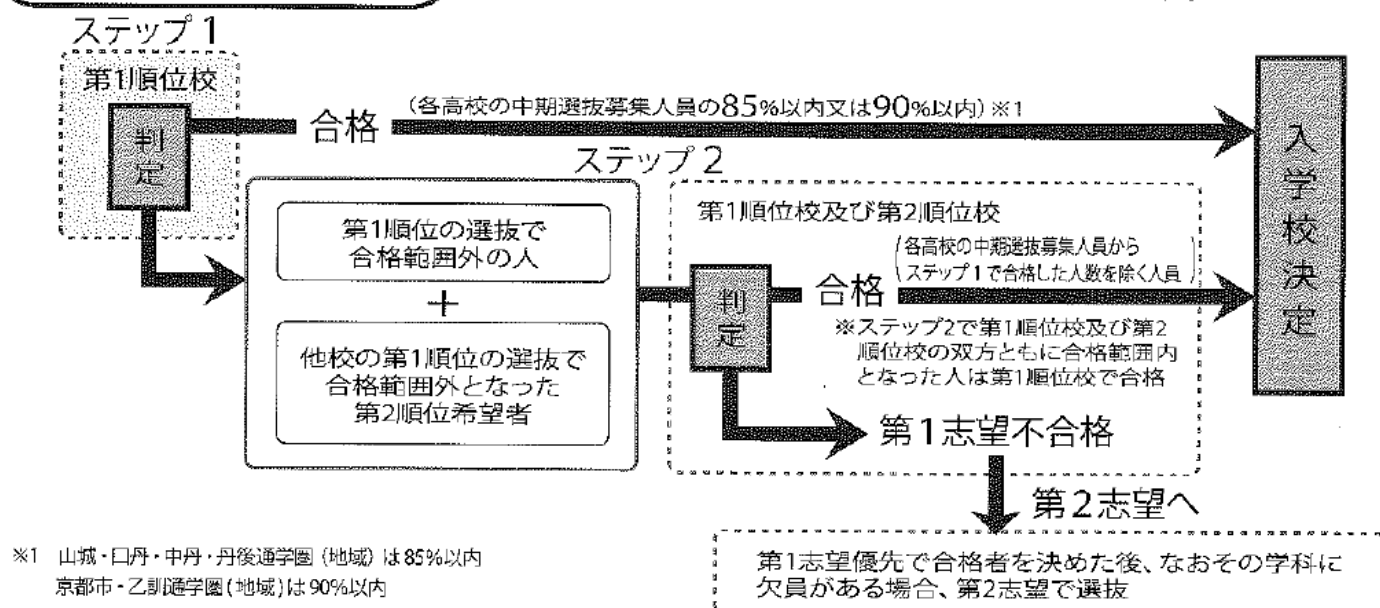 ステップ1
第1順位校
判定
合格
(各高校の中期選抜募集人員の85%以内又は90%以内)※1
入学校決定
ステップ2
第1順位の選抜で
合格範囲外の人
+
他校の第1順位の選抜で
合格範囲外となった
第2順位希望者
第1順位校及び第2順位校
判定
合格
(各高校の中期選抜募集人員から
ステップ1で合格した人数を除く人員)
※ステップ2で第1順位校及び第2
順位校の双方ともに合格範囲内
となった人は第1順位校で合格
第1志望不合格
第2志望へ
第1志望優先で合格者を決めた後、なおその学科に
欠員がある場合、第2志望で選抜
※1 山城・口丹・中丹・丹後通学圏(地域)は85%以内
京都市・乙訓通学圏(地域)は90%以内